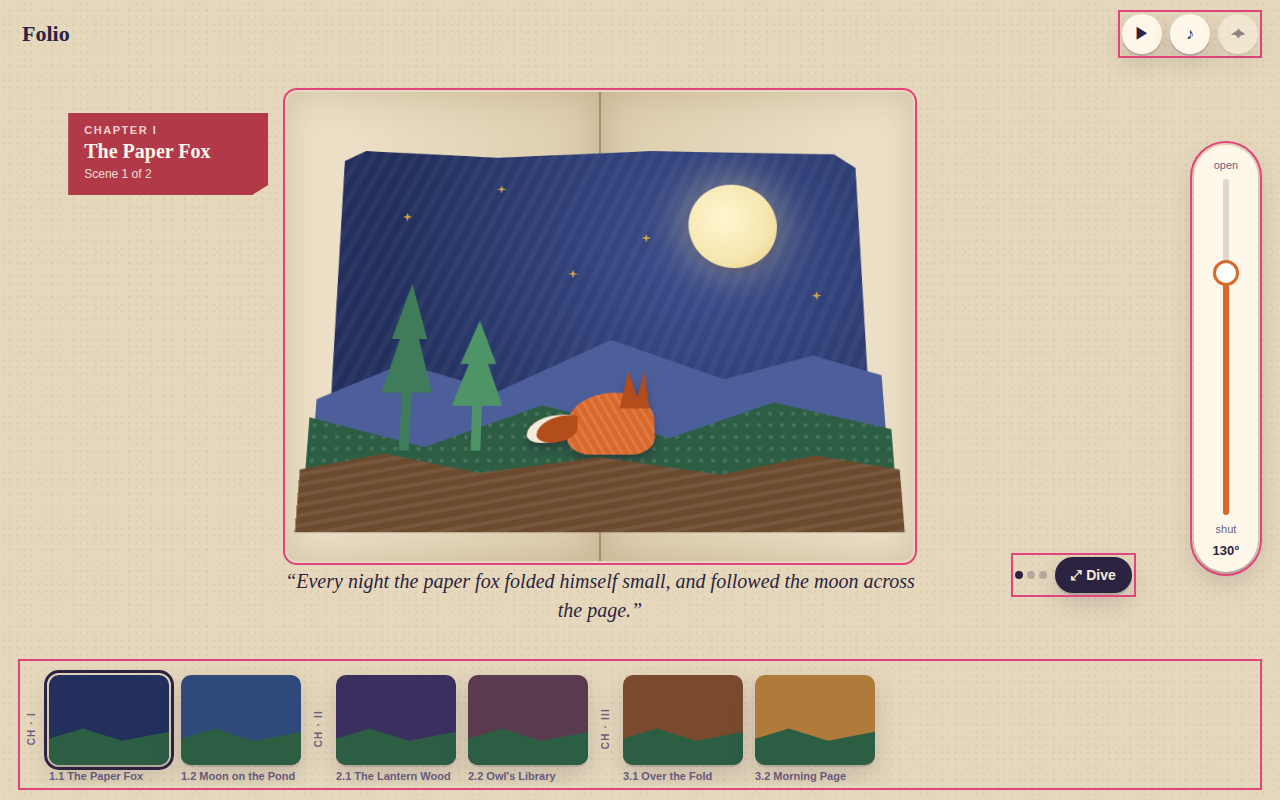 Folio
CHAPTER I
The Paper Fox
Scene 1 of 2
open
shut
130°
“Every night the paper fox folded himself small, and followed the moon across
the page.”
Dive
CH · I
1.1 The Paper Fox
1.2 Moon on the Pond
CH · II
2.1 The Lantern Wood
2.2 Owl's Library
CH · III
3.1 Over the Fold
3.2 Morning Page